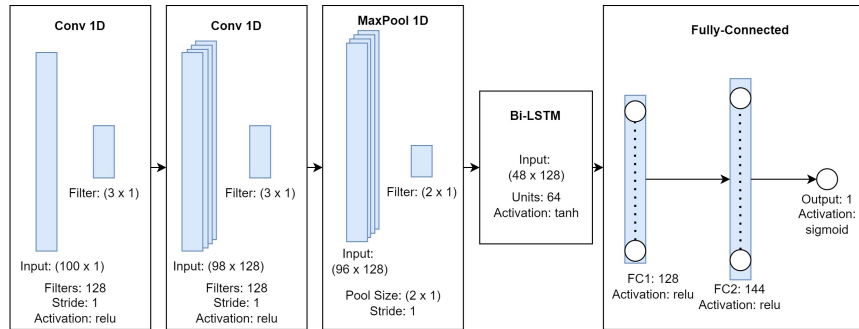 Conv 1D
Filter: (3 x 1)
Input: (100 x 1)
Filters: 128
Stride: 1
Activation: relu
Conv 1D
Filter: (3 x 1)
Input: (98 x 128)
Filters: 128
Stride: 1
Activation: relu
MaxPool 1D
Filter: (2 x 1)
Input:
(96 x 128)
Pool Size: (2 x 1)
Stride: 1
Bi-LSTM
Input:
(48 x 128)
Units: 64
Activation: tanh
Fully-Connected
FC1: 128
Activation: relu
FC2: 144
Activation: relu
Output: 1
Activation:
sigmoid